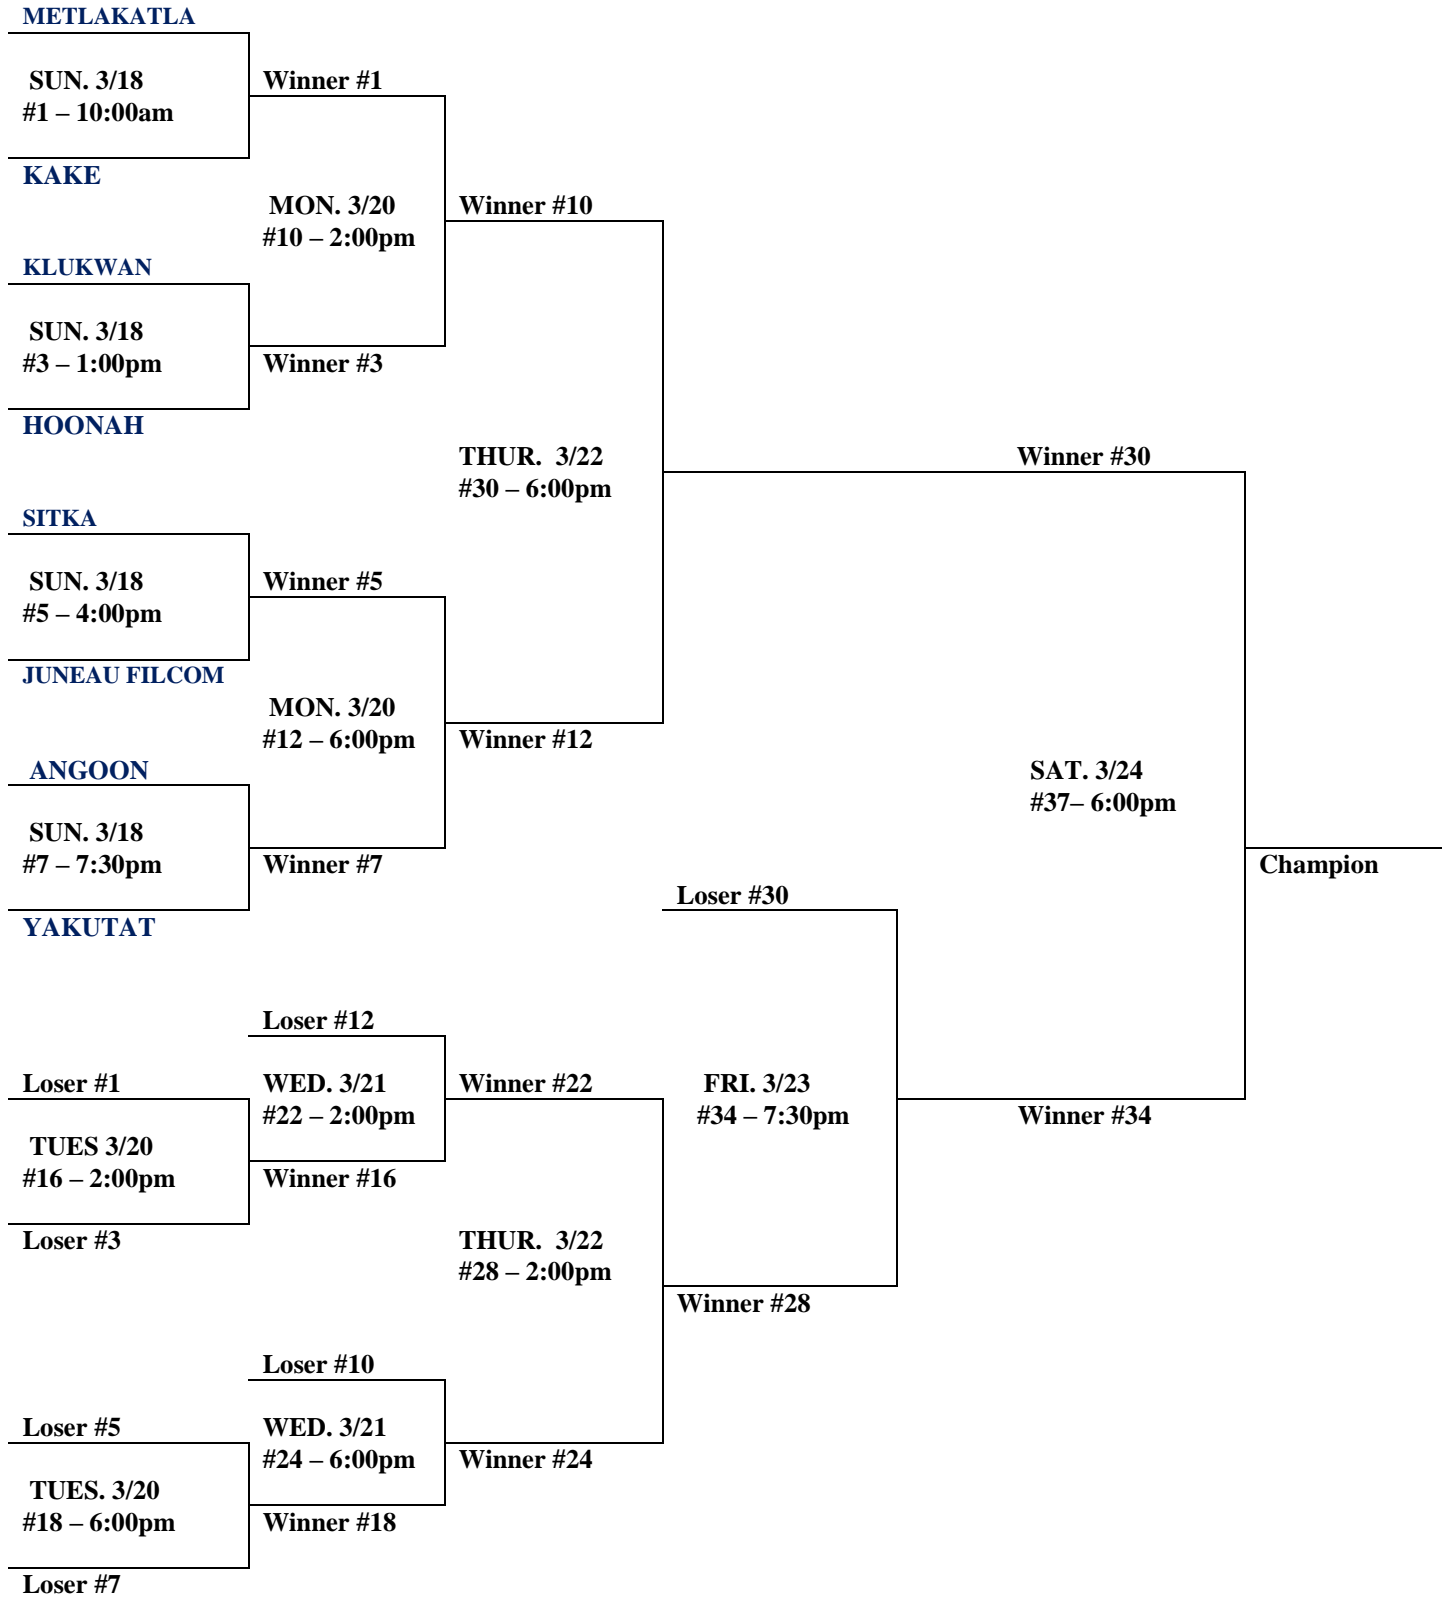 METLAKATLA
SUN. 3/18
#1 – 10:00am
Winner #1
KAKE
MON. 3/20
#10 – 2:00pm
Winner #10
KLUKWAN
SUN. 3/18
#3 – 1:00pm
Winner #3
HOONAH
THUR.  3/22
#30 – 6:00pm
Winner #30
SITKA
SUN. 3/18
#5 – 4:00pm
Winner #5
JUNEAU FILCOM
MON. 3/20
#12 – 6:00pm
Winner #12
ANGOON
SUN. 3/18
#7 – 7:30pm
Winner #7
YAKUTAT
SAT. 3/24
#37– 6:00pm
Champion
Loser #30
Loser #12
Loser #1
WED. 3/21
#22 – 2:00pm
Winner #22
FRI. 3/23
#34 – 7:30pm
Winner #34
TUES 3/20
#16 – 2:00pm
Winner #16
Loser #3
THUR.  3/22
#28 – 2:00pm
Winner #28
Loser #10
Loser #5
WED. 3/21
#24 – 6:00pm
Winner #24
TUES. 3/20
#18 – 6:00pm
Winner #18
Loser #7